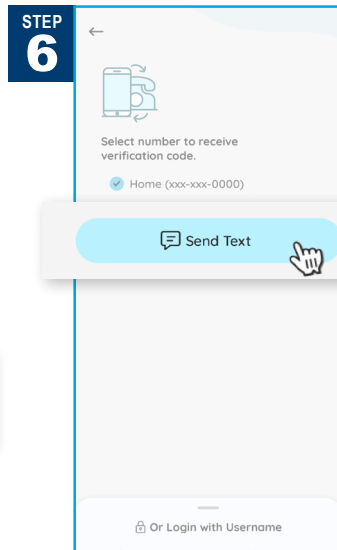 STEP
6
Select number to receive
verification code.
Home (xxx-xxx-0000)
Send Text
Or Login with Username